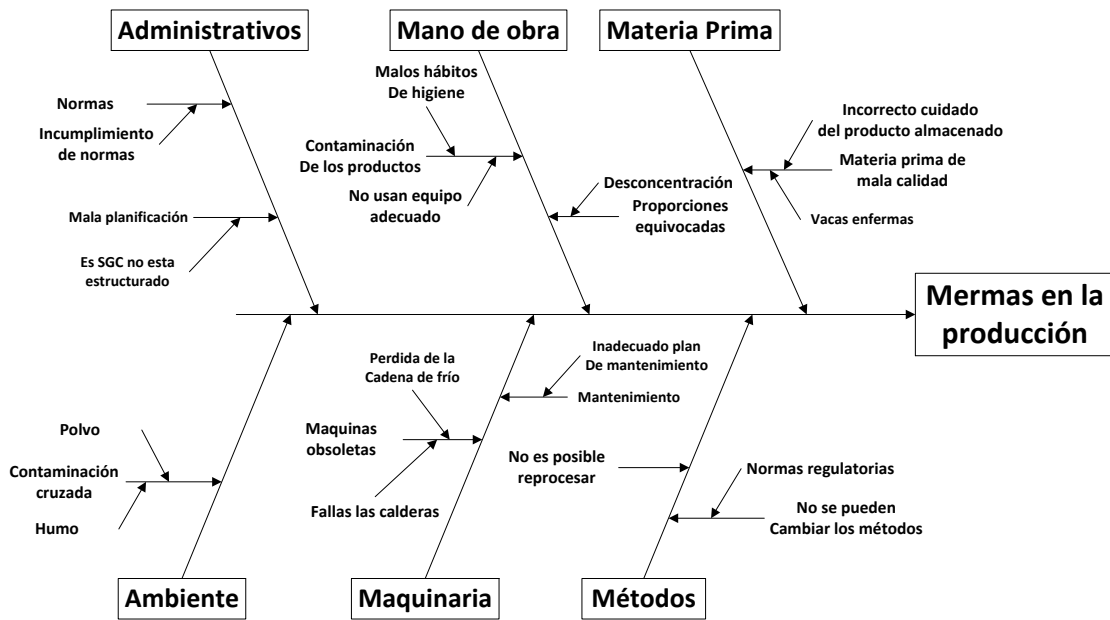 Administrativos
Mano de obra
Materia Prima
Normas
Incumplimiento
de normas
Mala planificación
Es SGC no esta
estructurado
Malos hábitos
De higiene
Contaminación
De los productos
No usan equipo
adecuado
Desconcentración
Proporciones
equivocadas
Incorrecto cuidado
del producto almacenado
Materia prima de
mala calidad
Vacas enfermas
Mermas en la
producción
Polvo
Contaminación
cruzada
Humo
Perdida de la
Cadena de frío
Maquinas
obsoletas
Fallas las calderas
Inadecuado plan
De mantenimiento
Mantenimiento
No es posible
reprocesar
Normas regulatorias
No se pueden
Cambiar los métodos
Ambiente
Maquinaria
Métodos